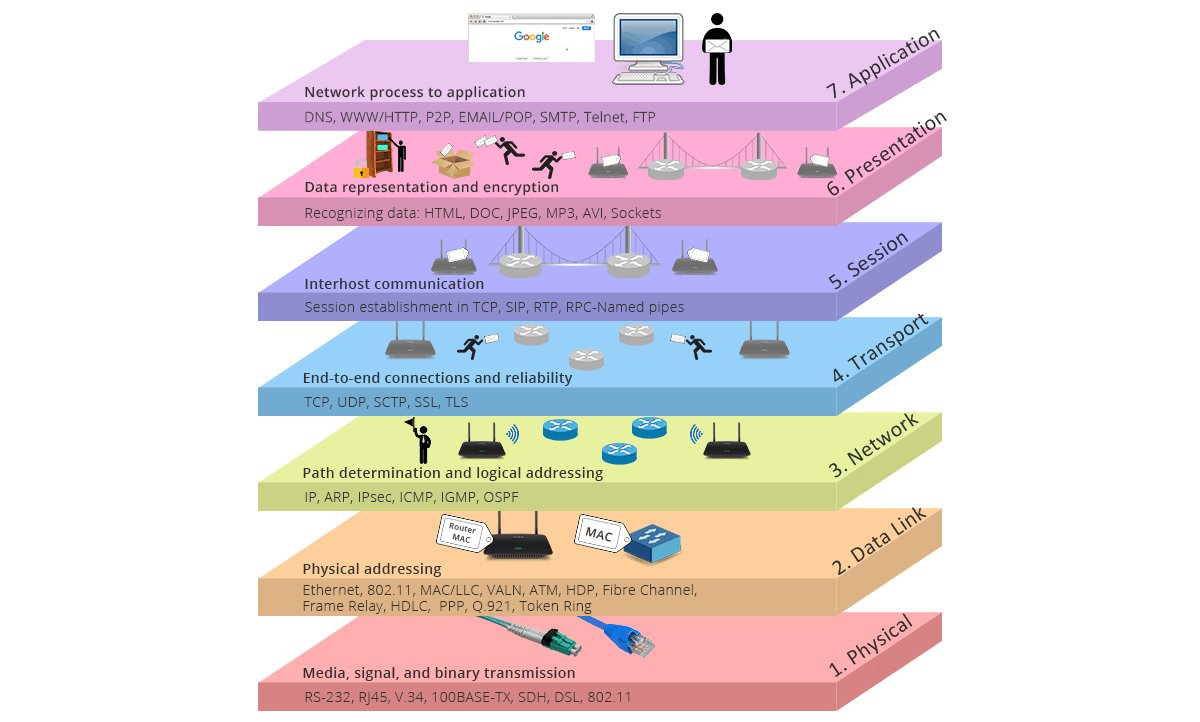 Google
7. Application
Network process to application
DNS, WWW/HTTP, P2P, EMAIL/POP, SMTP, Telnet, FTP
6. Presentation
Data representation and encryption
Recognizing data: HTML, DOC, JPEG, MP3, AVI, Sockets
5. Session
Interhost communication
Session establishment in TCP, SIP, RTP, RPC-Named pipes
4. Transport
End-to-end connections and reliability
TCP, UDP, SCTP, SSL, TLS
3. Network
Path determination and logical addressing
IP, ARP, IPsec, ICMP, IGMP, OSPF
Router
MAC
MAC
2. Data Link
Physical addressing
Ethernet, 802.11, MAC/LLC, VALN, ATM, HDP, Fibre Channel,
Frame Relay, HDLC, PPP, Q.921, Token Ring
1. Physical
Media, signal, and binary transmission
RS-232, RJ45, V.34, 100BASE-TX, SDH, DSL, 802.11